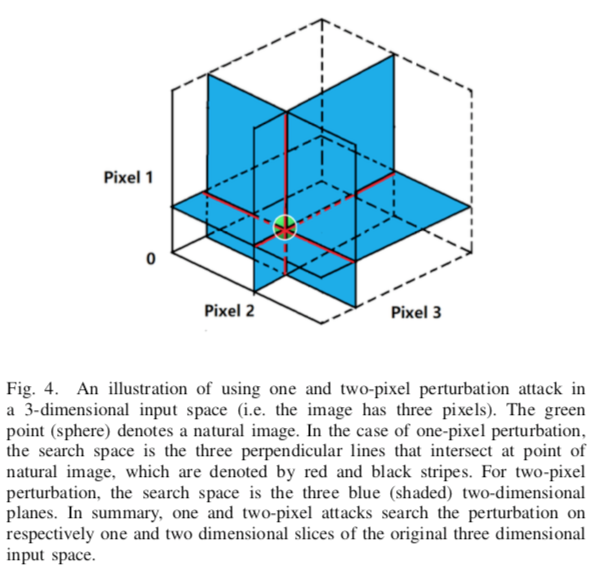 Pixel 1
0
Pixel 2
Pixel 3
Fig. 4. An illustration of using one and two-pixel perturbation attack in
a 3-dimensional input space (i.e. the image has three pixels). The green
point (sphere) denotes a natural image. In the case of one-pixel perturbation,
the search space is the three perpendicular lines that intersect at point of
natural image, which are denoted by red and black stripes. For two-pixel
perturbation, the search space is the three blue (shaded) two-dimensional
planes. In summary, one and two-pixel attacks search the perturbation on
respectively one and two dimensional slices of the original three dimensional
input space.